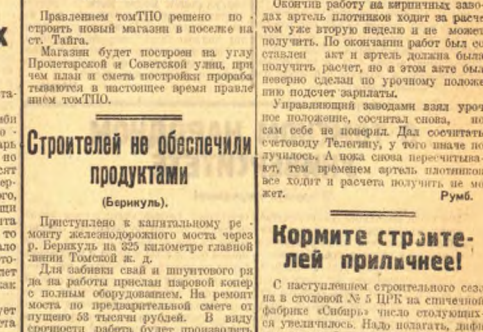 Правлением томТПО решено по -
строить новый магазин в поселке на
ст. Тайга.
Магазин будет построен на углу
Пролетарской и Советской улиц, при
чем план и смета постройки прораба
тываются в настоящее время правле
нием томТПО.
Строителей не обеспечили
продуктами
(Берикуль).
Приступлено к капитальному ре -
монту железнодорожного моста через
р. Берикуль на 325 километре главной
линии Томской ж. д.
Для забивки свай и шпунтового ря
да на работы прислан паровой копер
с полным оборудованием. На ремонт
моста по предварительной смете от
пущено 53 тысячи рублей. В виду
срочности работа будет производить
Окончив работу на кирпичных заво-
дах артель плотников ходит за расче
том уже вторую неделю и не может
получить. По окончании работ был со
ставлен акт и артель должна была
получить расчет, но в этом акте был
неверно сделан по урочному положе
нию подсчет зарплаты.
Управляющий заводами взял уроч
ное положение, сосчитал снова, но
сам себе не поверил. Дал сосчитать
счетоводу Телегину, у того иначе по
лучилось. А пока снова пересчитыва-
ют, тем временем артель плотников
все ходит и расчета получить не мо
жет.
Румб.
Кормите строите-
лей приличнее!
С наступлением строительного сезо
на в столовой № 5 ЦРК на спичечной
фабрике «Сибирь» число столующих
ся увеличилось. Надо полагать, цифра